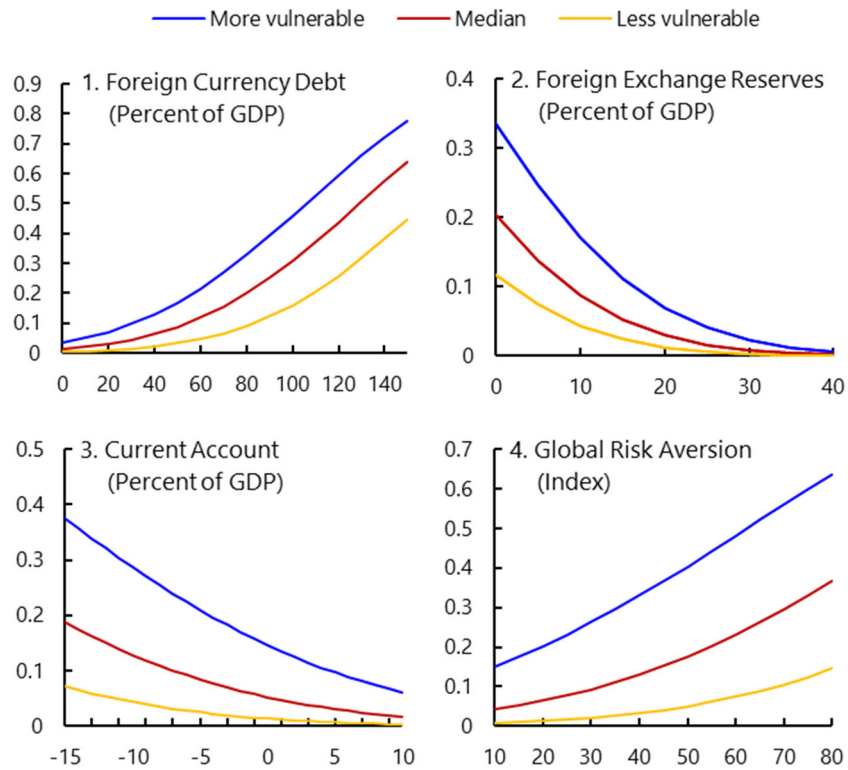 More vulnerable Median Less vulnerable
1. Foreign Currency Debt
(Percent of GDP)
0.9
0.8
0.7
0.6
0.5
0.4
0.3
0.2
0.1
0
0 20 40 60 80 100 120 140
2. Foreign Exchange Reserves
(Percent of GDP)
0.4
0.3
0.2
0.1
0
0 10 20 30 40
3. Current Account
(Percent of GDP)
0.5
0.4
0.3
0.2
0.1
0
-15 -10 -5 0 5 10
4. Global Risk Aversion
(Index)
0.7
0.6
0.5
0.4
0.3
0.2
0.1
0
10 20 30 40 50 60 70 80